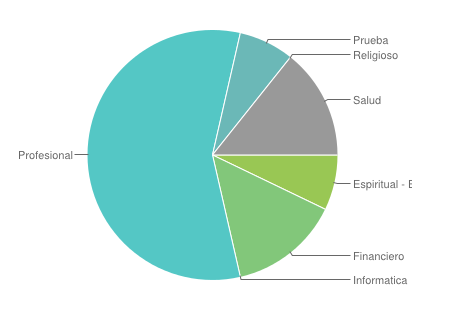 Prueba
Religioso
Salud
Profesional
Espiritual -
Financiero
Informatica